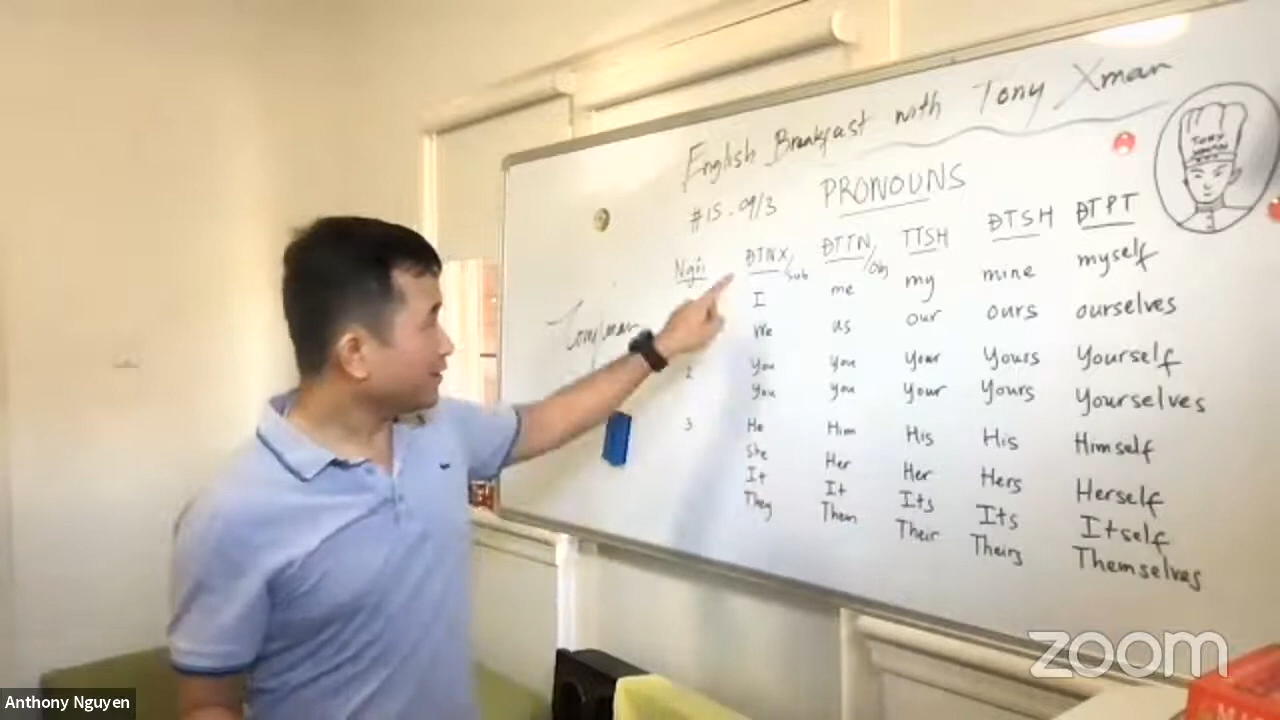 English Breakfast with Tony Xman
TONY XMAN
#15 - 09/3 PRONOUNS
Ngôi ĐTNX/Sub ĐTTN/Obj TTSH ĐTSH ĐTPT
I me my mine myself
We us our ours ourselves
2 You you your yours Yourself
You you Your Yours Yourselves
3 He Him His His Himself
She Her Her Hers Herself
It It Its Its Itself
They Them Their Theirs Themselves
zoom
Anthony Nguyen